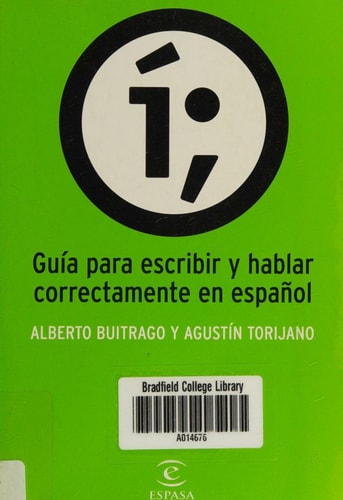 í;
Guía para escribir y hablar
correctamente en español
ALBERTO BUITRAGO Y AGUSTÍN TORIJANO
Bradfield College Library
A014676
e
ESPASA